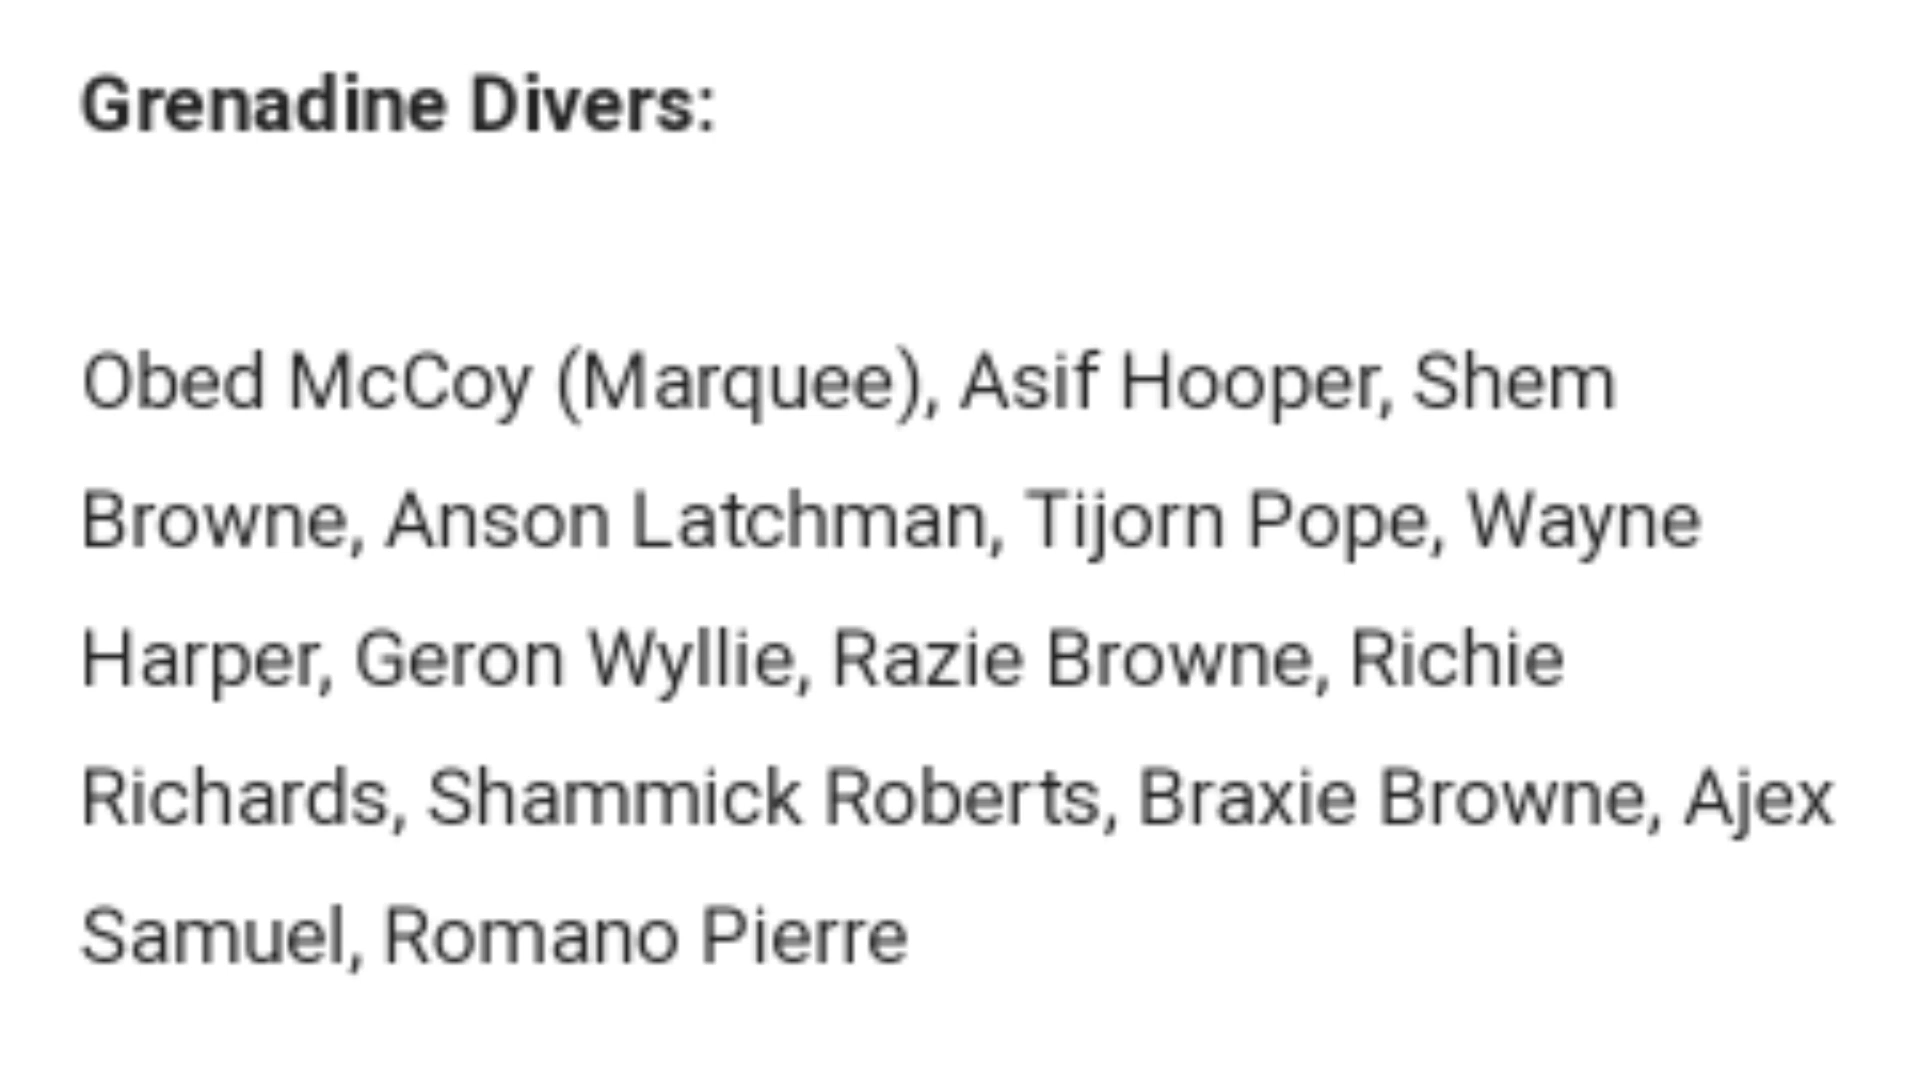 Grenadine Divers:
Obed McCoy (Marquee), Asif Hooper, Shem
Browne, Anson Latchman, Tijorn Pope, Wayne
Harper, Geron Wyllie, Razie Browne, Richie
Richards, Shammick Roberts, Braxie Browne, Ajex
Samuel, Romano Pierre